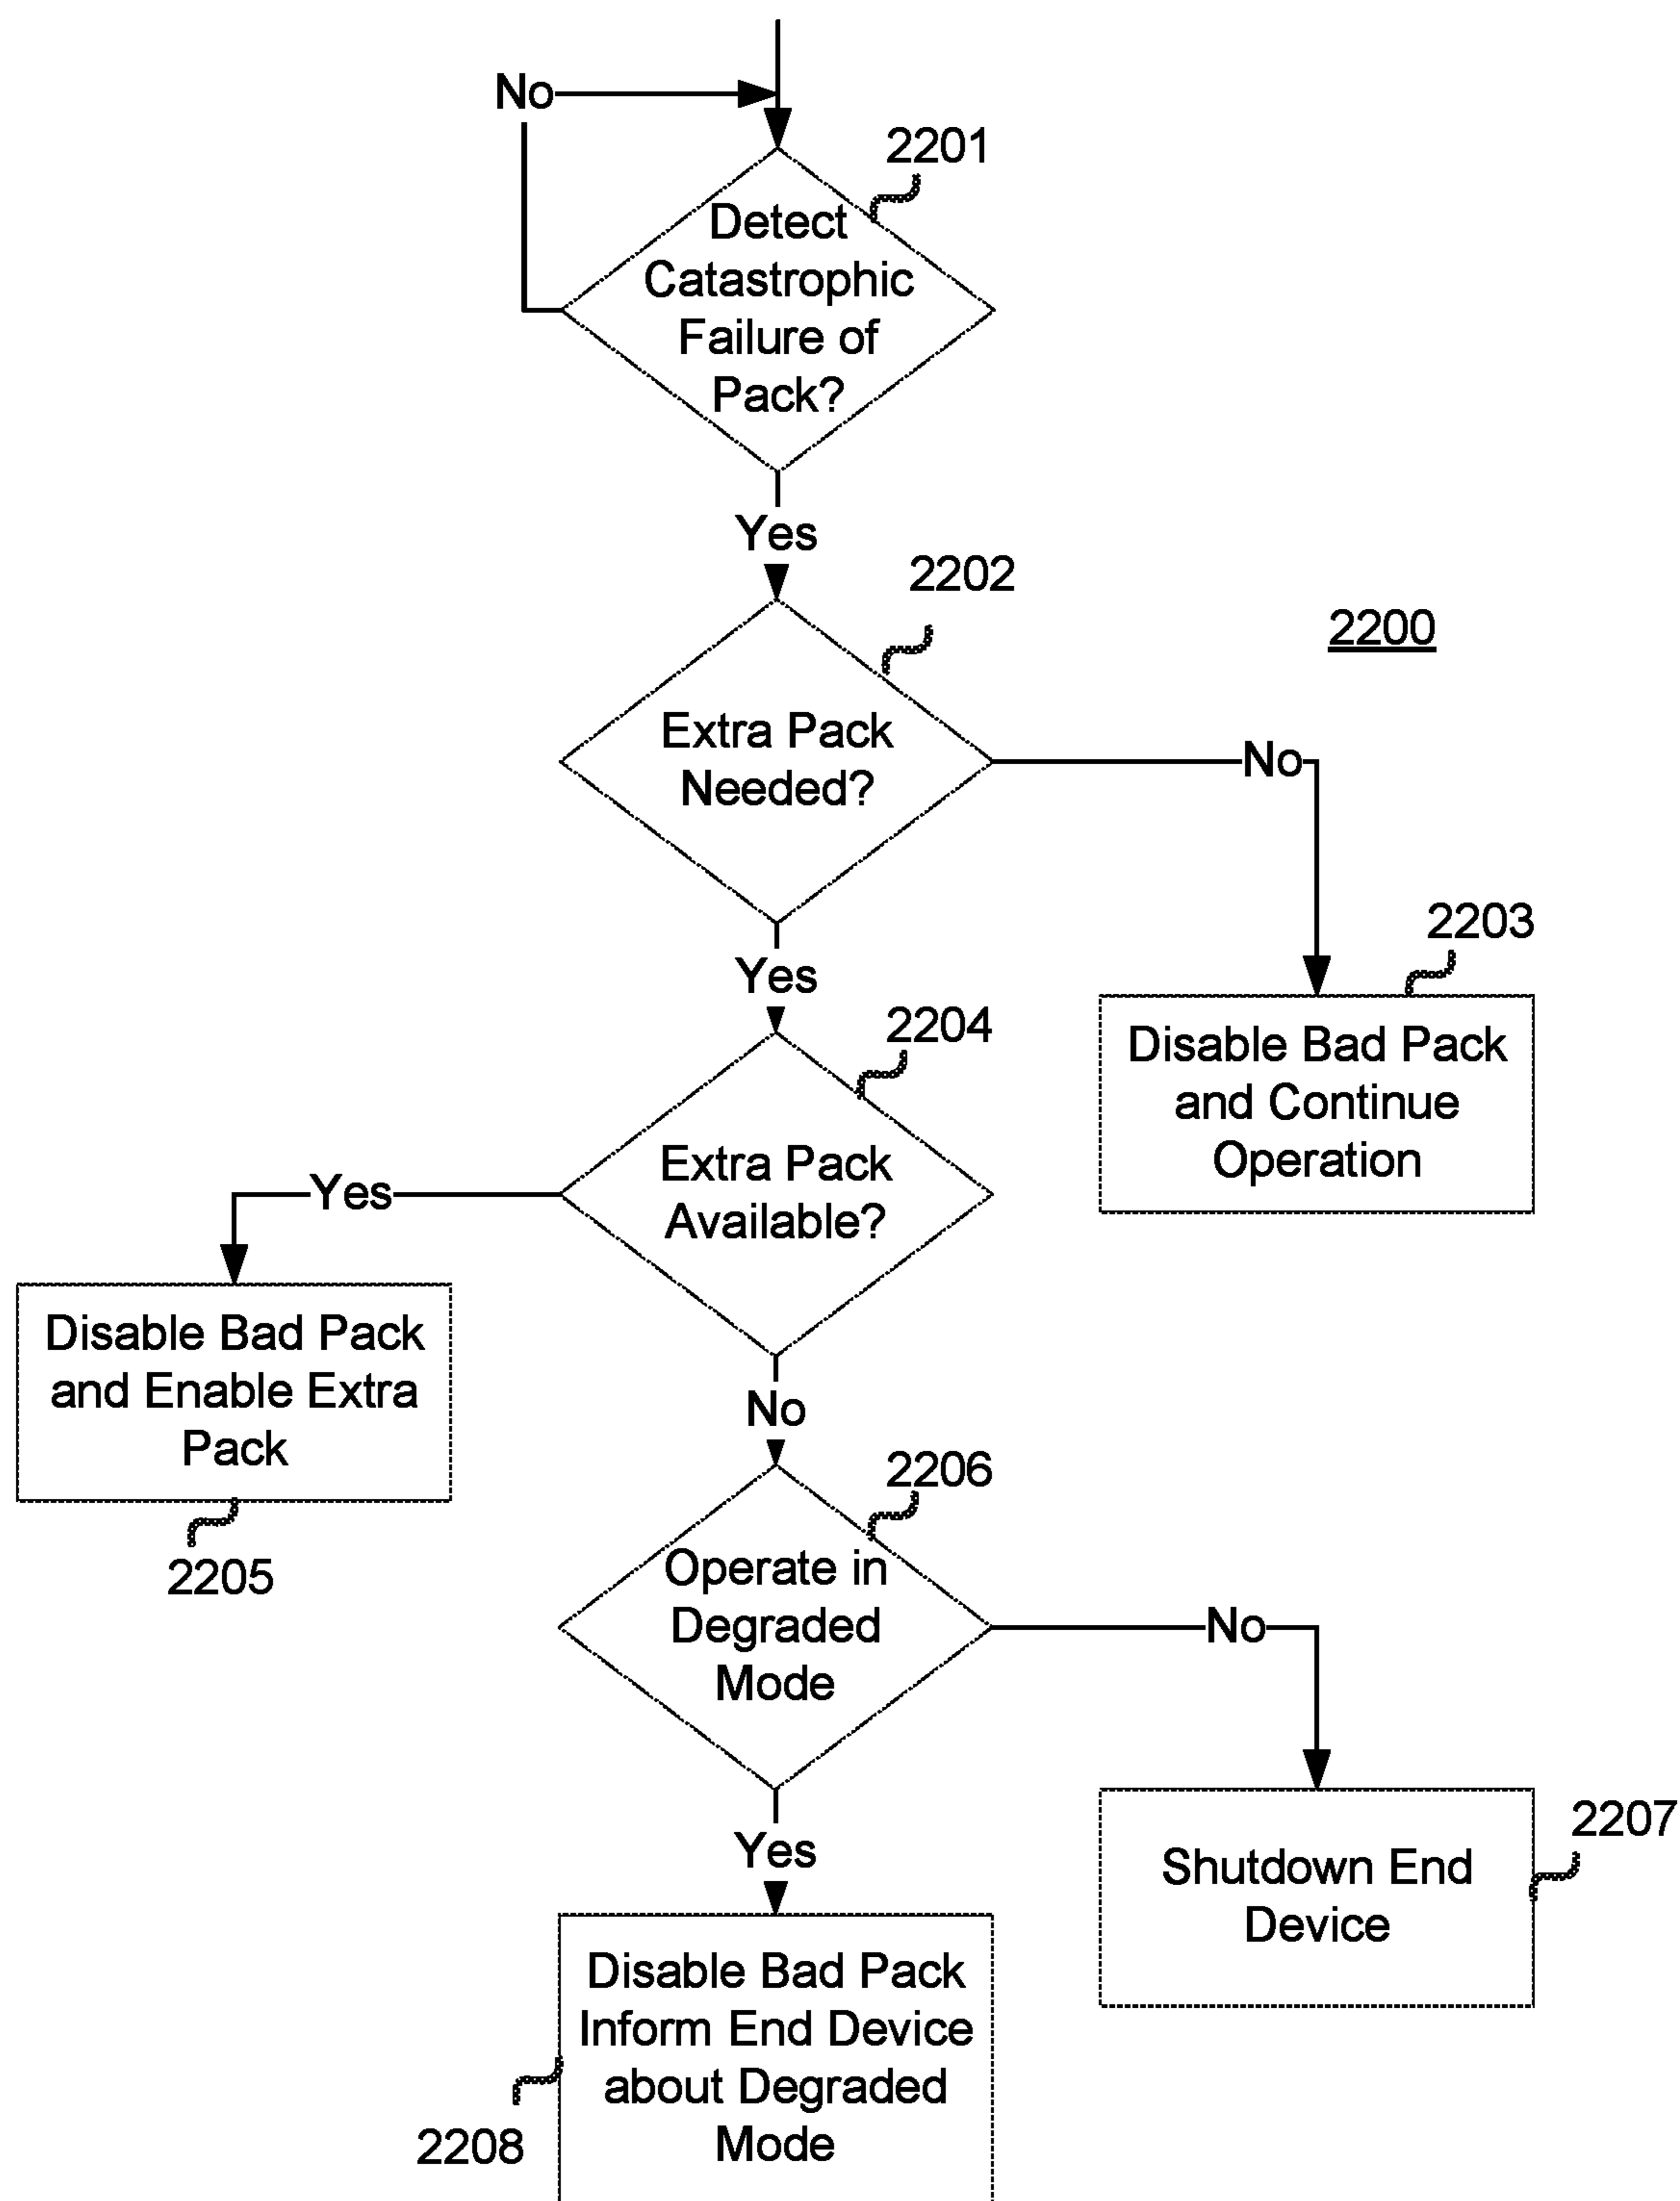 No
2201
Detect
Catastrophic
Failure of
Pack?
Yes
2202
2200
Extra Pack
Needed?
No
2203
Yes
2204
Disable Bad Pack
and Continue
Operation
Extra Pack
Available?
Yes
Disable Bad Pack
and Enable Extra
Pack
No
2206
2205
Operate in
Degraded
Mode
No
2207
Yes
Shutdown End
Device
Disable Bad Pack
Inform End Device
about Degraded
Mode
2208